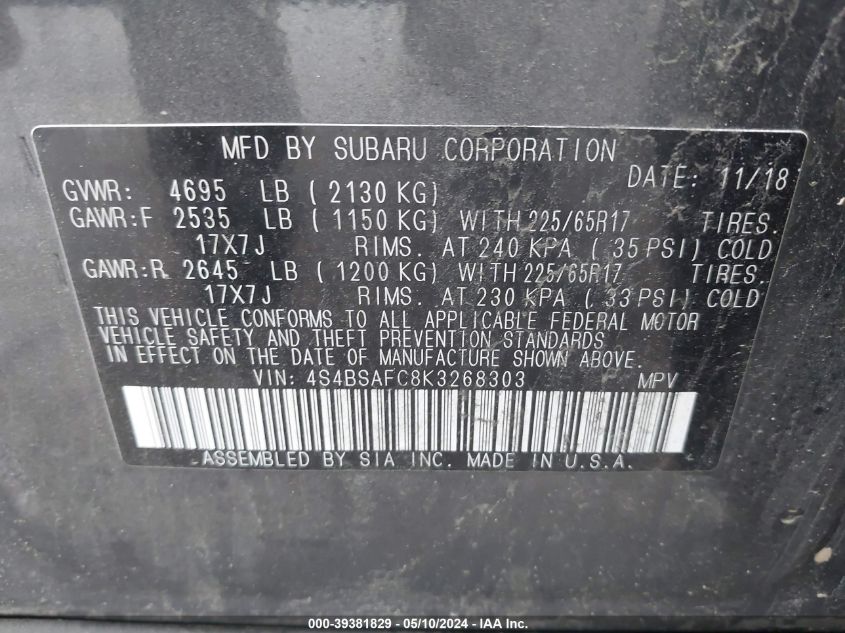 MFD BY SUBARU CORPORATION
DATE: 11/18
GVWR: 4695 LB ( 2130 KG)
GAWR:F 2535 LB ( 1150 KG) WITH 225/65R17 TIRES.
17X7J RIMS. AT 240 KPA ( 35 PSI) COLD
GAWR:R 2645 LB ( 1200 KG) WITH 225/65R17 TIRES.
17X7J RIMS. AT 230 KPA ( 33 PSI) COLD
THIS VEHICLE CONFORMS TO ALL APPLICABLE FEDERAL MOTOR
VEHICLE SAFETY AND THEFT PREVENTION STANDARDS
IN EFFECT ON THE DATE OF MANUFACTURE SHOWN ABOVE.
VIN: 4S4BSAFC8K3268303 MPV
ASSEMBLED BY SIA INC. MADE IN U.S.A.
000-39381829 - 05/10/2024 - IAAI Inc.